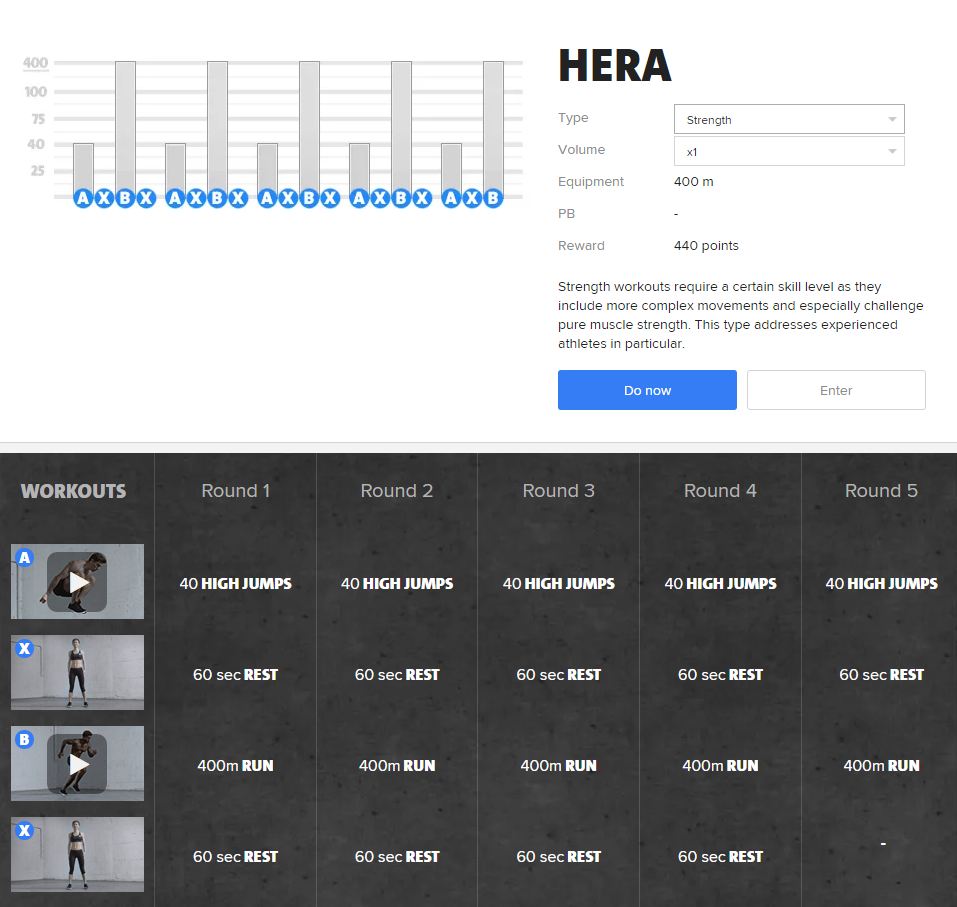 400
100
75
40
25
A X B X A X B X A X B X A X B X A X B
HERA
Type Strength
Volume x1
Equipment 400 m
PB -
Reward 440 points
Strength workouts require a certain skill level as they
include more complex movements and especially challenge
pure muscle strength. This type addresses experienced
athletes in particular.
Do now Enter
WORKOUTS Round 1 Round 2 Round 3 Round 4 Round 5
A 40 HIGH JUMPS 40 HIGH JUMPS 40 HIGH JUMPS 40 HIGH JUMPS 40 HIGH JUMPS
X 60 sec REST 60 sec REST 60 sec REST 60 sec REST 60 sec REST
B 400m RUN 400m RUN 400m RUN 400m RUN 400m RUN
X 60 sec REST 60 sec REST 60 sec REST 60 sec REST -